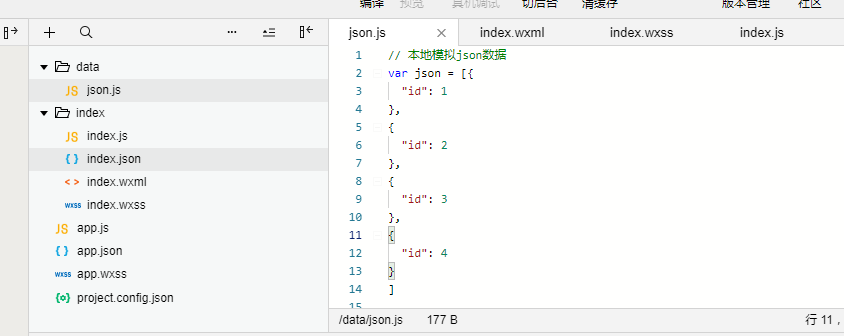 编译 预览 真机调试 切后台 清缓存 版本管理 社区
json.js index.wxml index.wxss index.js
data
JS json.js
index
JS index.js
{ } index.json
< > index.wxml
wxss index.wxss
JS app.js
{ } app.json
wxss app.wxss
{o} project.config.json
1 // 本地模拟json数据
2 var json = [{
3 "id": 1
4 },
5 {
6 "id": 2
7 },
8 {
9 "id": 3
10 },
11 {
12 "id": 4
13 }
14 ]
15
/data/json.js 177 B 行 11，